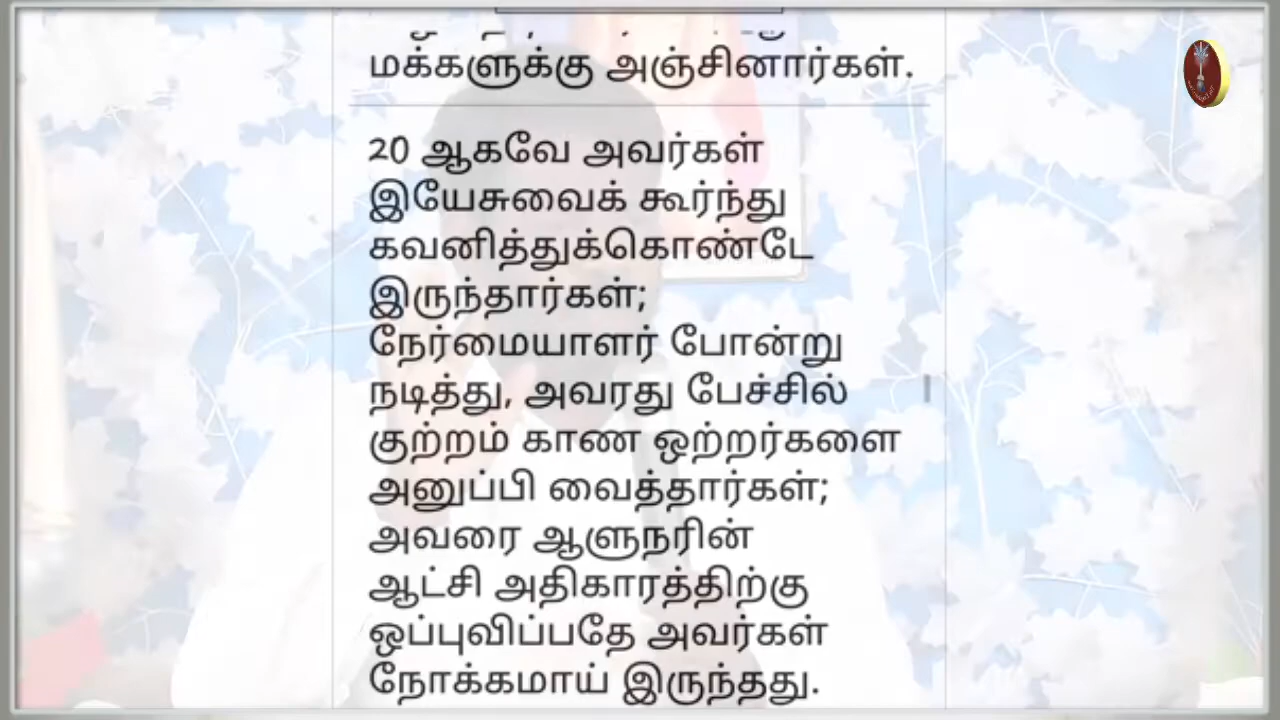 மக்களுக்கு அஞ்சினார்கள்.
20 ஆகவே அவர்கள்
இயேசுவைக் கூர்ந்து
கவனித்துக்கொண்டே
இருந்தார்கள்;
நேர்மையாளர் போன்று
நடித்து, அவரது பேச்சில்
குற்றம் காண ஒற்றர்களை
அனுப்பி வைத்தார்கள்;
அவரை ஆளுநரின்
ஆட்சி அதிகாரத்திற்கு
ஒப்புவிப்பதே அவர்கள்
நோக்கமாய் இருந்தது.